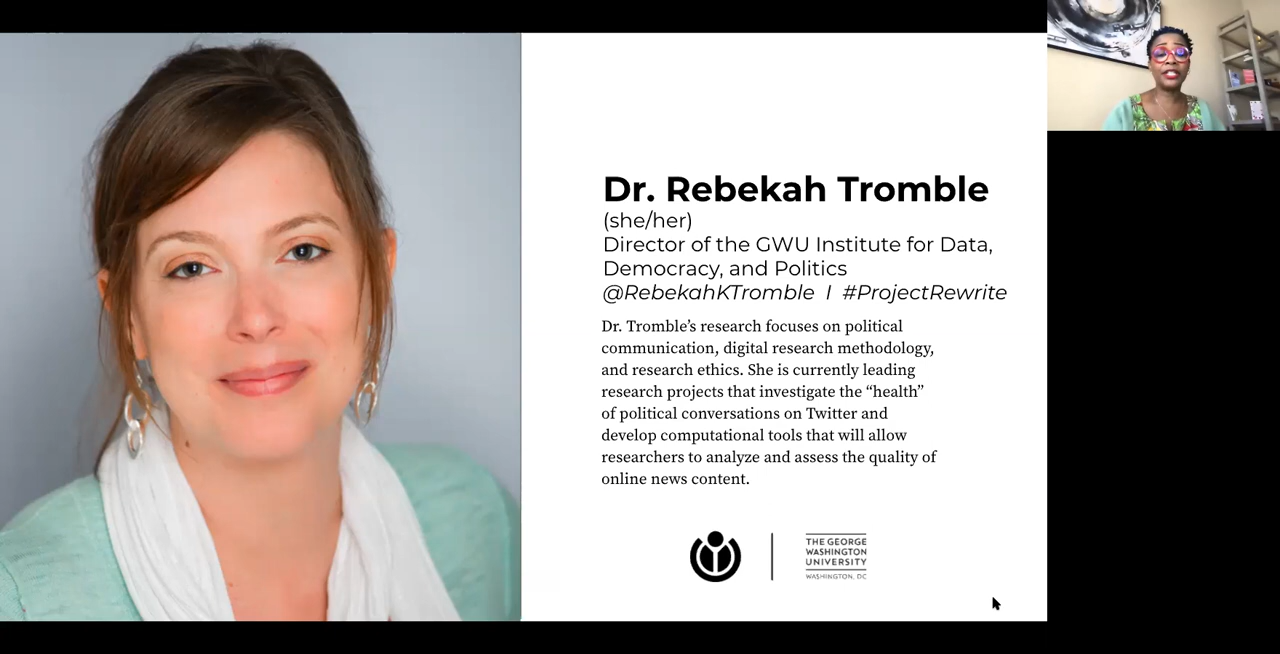 Dr. Rebekah Tromble
(she/her)
Director of the GWU Institute for Data,
Democracy, and Politics
@RebekahKTromble I #ProjectRewrite
Dr. Tromble’s research focuses on political
communication, digital research methodology,
and research ethics. She is currently leading
research projects that investigate the “health”
of political conversations on Twitter and
develop computational tools that will allow
researchers to analyze and assess the quality of
online news content.
THE GEORGE
WASHINGTON
UNIVERSITY
WASHINGTON, DC